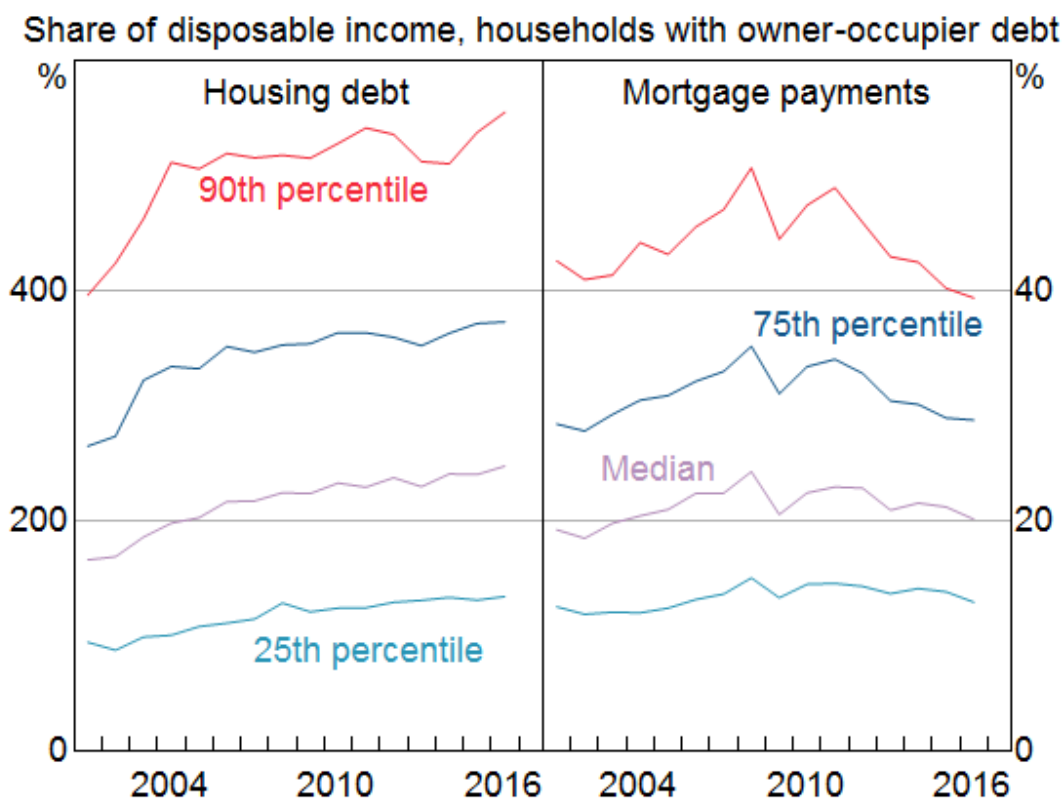 Share of disposable income, households with owner-occupier debt
% %
Housing debt Mortgage payments
90th percentile
400 40
75th percentile
Median
200 20
25th percentile
0 0
2004 2010 2016 2004 2010 2016